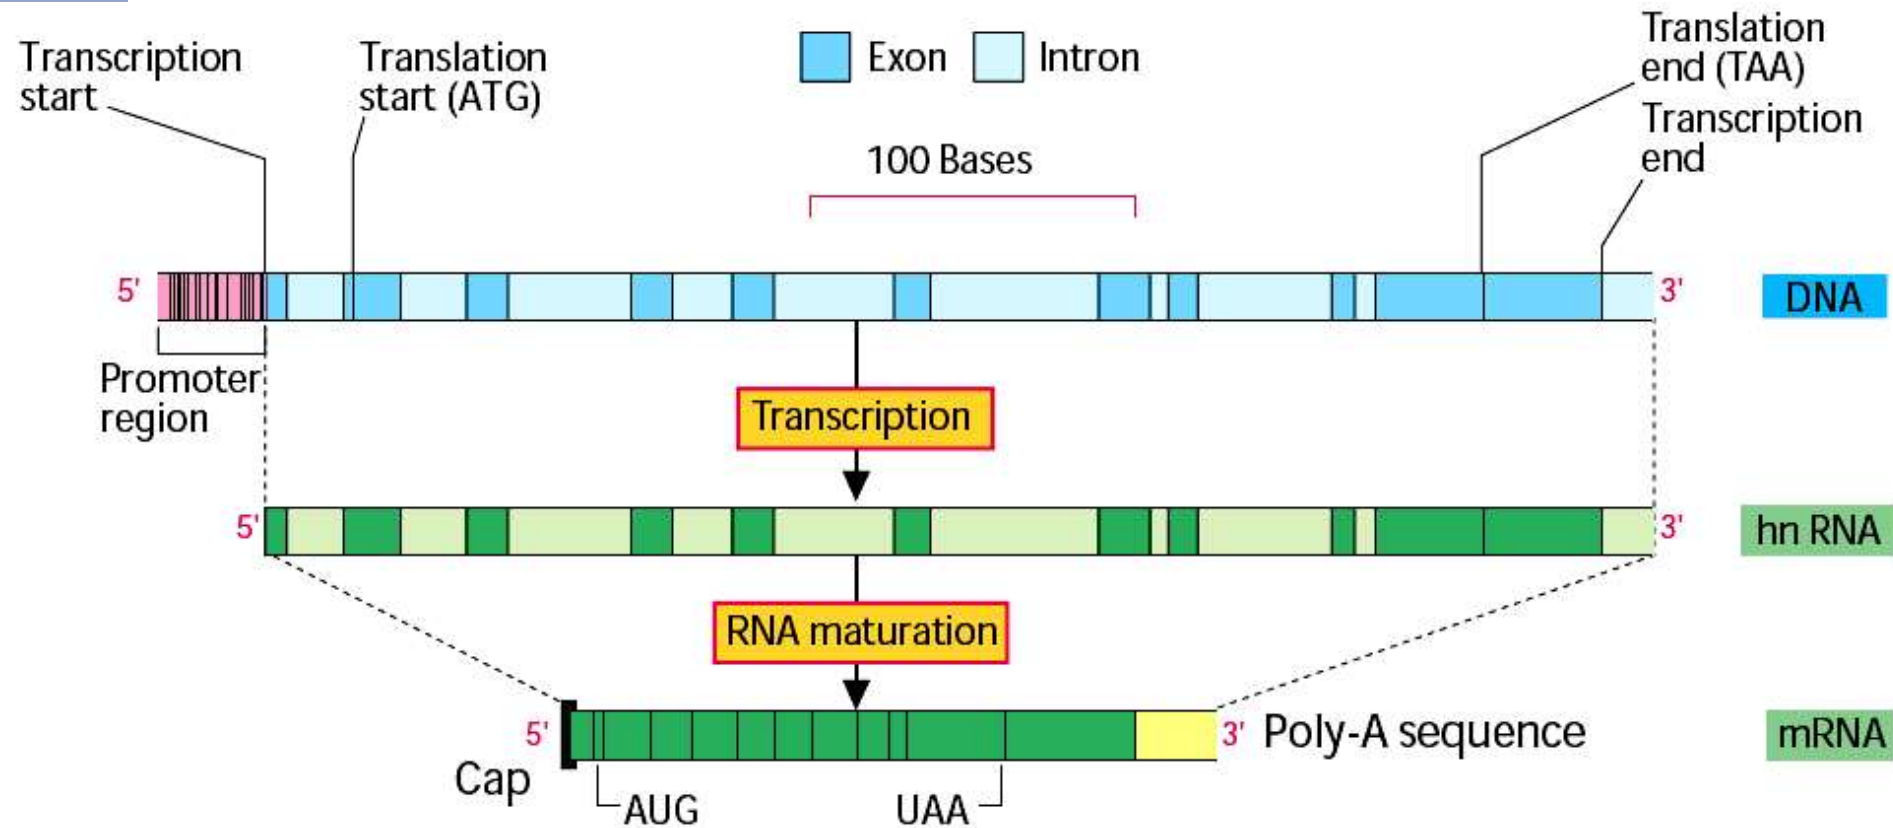 Transcription
start
Translation
start (ATG)
Exon
Intron
Translation
end (TAA)
Transcription
end
100 Bases
5'
3'
DNA
Promoter
region
Transcription
5'
3'
hn RNA
RNA maturation
5'
3'
Poly-A sequence
mRNA
Cap
AUG
UAA